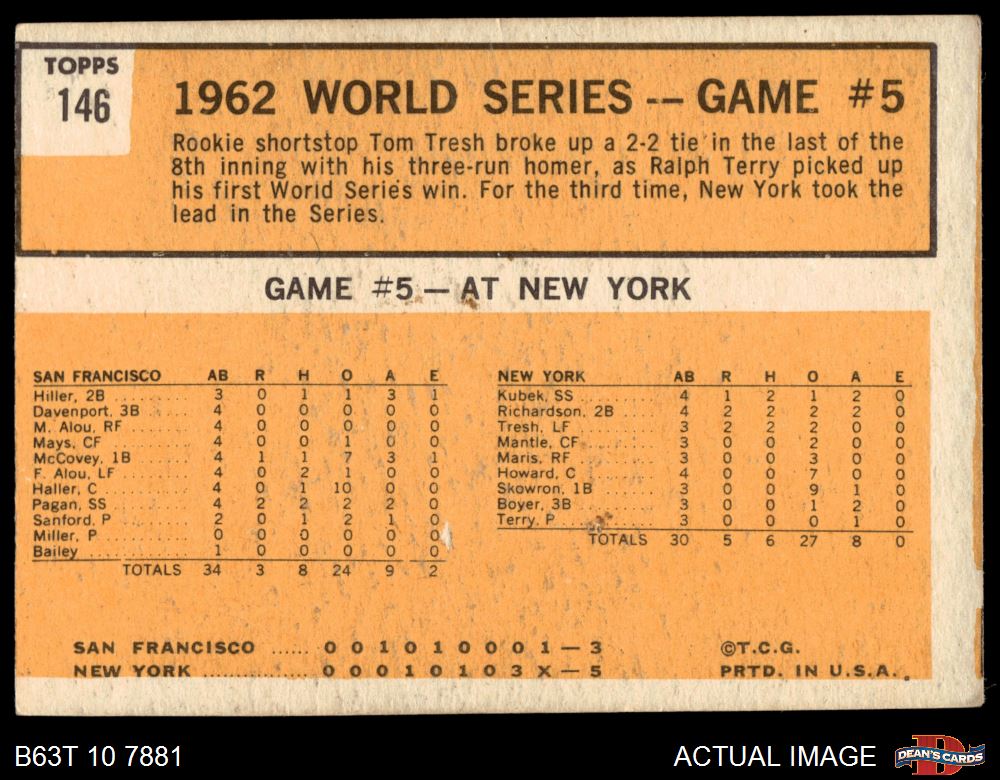 TOPPS
146
1962 WORLD SERIES -- GAME #5
Rookie shortstop Tom Tresh broke up a 2-2 tie in the last of the
8th inning with his three-run homer, as Ralph Terry picked up
his first World Series win. For the third time, New York took the
lead in the Series.
GAME #5 — AT NEW YORK
SAN FRANCISCO AB R H O A E
Hiller, 2B 3 0 1 1 3 1
Davenport, 3B 4 0 0 0 0 0
M. Alou, RF 4 0 0 0 0 0
Mays, CF 4 0 0 1 0 0
McCovey, 1B 4 1 1 7 3 1
F. Alou, LF 4 0 2 1 0 0
Haller, C 4 0 1 10 0 0
Pagan, SS 4 2 2 2 2 0
Sanford, P 2 0 1 2 1 0
Miller, P 0 0 0 0 0 0
Bailey 1 0 0 0 0 0
TOTALS 34 3 8 24 9 2
NEW YORK AB R H O A E
Kubek, SS 4 1 2 1 2 0
Richardson, 2B 4 2 2 2 2 0
Tresh, LF 3 2 2 2 0 0
Mantle, CF 3 0 0 2 0 0
Maris, RF 3 0 0 3 0 0
Howard, C 4 0 0 7 0 0
Skowron, 1B 3 0 0 9 1 0
Boyer, 3B 3 0 0 1 2 0
Terry, P 3 0 0 0 1 0
TOTALS 30 5 6 27 8 0
SAN FRANCISCO ...... 0 0 1 0 1 0 0 0 1 — 3
NEW YORK ............... 0 0 0 1 0 1 0 3 X — 5
©T.C.G.
PRTD. IN U.S.A.
B63T 10 7881
ACTUAL IMAGE
DEAN'S CARDS